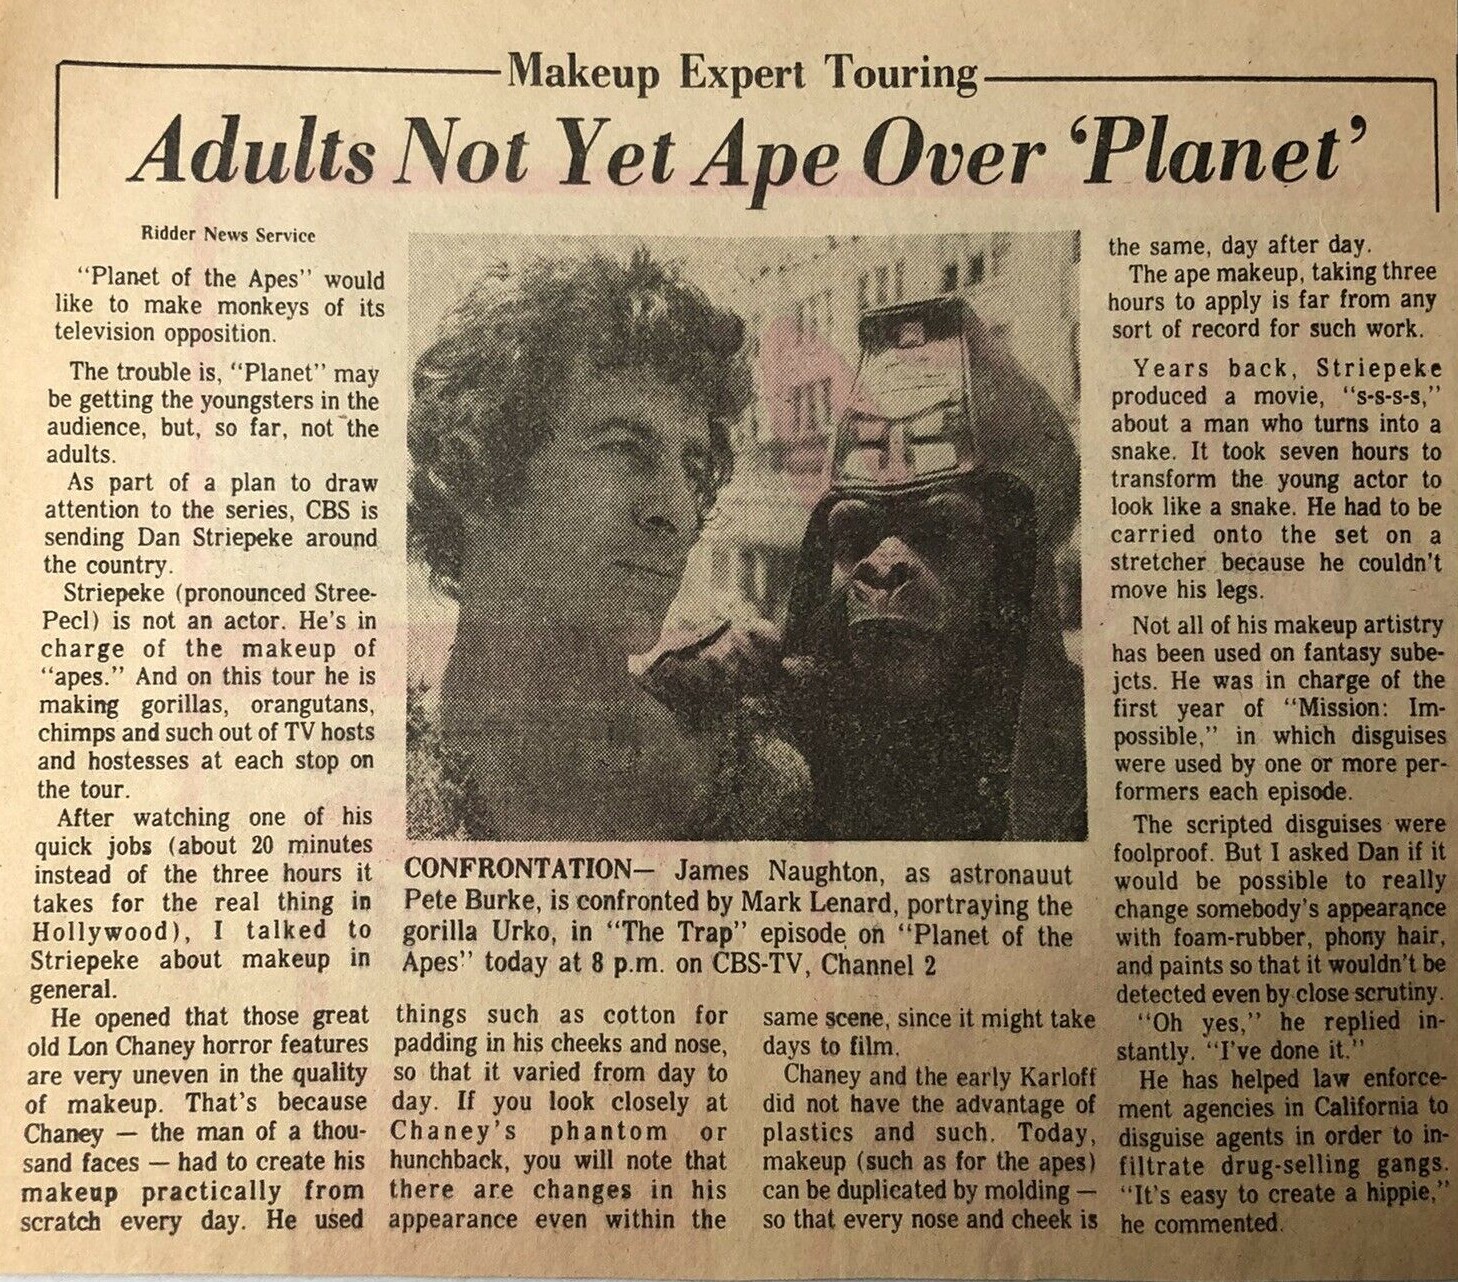 Makeup Expert Touring
Adults Not Yet Ape Over ‘Planet’
Ridder News Service
“Planet of the Apes” would
like to make monkeys of its
television opposition.
The trouble is, “Planet” may
be getting the youngsters in the
audience, but, so far, not the
adults.
As part of a plan to draw
attention to the series, CBS is
sending Dan Striepeke around
the country.
Striepeke (pronounced Stree-
Pecl) is not an actor. He’s in
charge of the makeup of
“apes.” And on this tour he is
making gorillas, orangutans,
chimps and such out of TV hosts
and hostesses at each stop on
the tour.
After watching one of his
quick jobs (about 20 minutes
instead of the three hours it
takes for the real thing in
Hollywood), I talked to
Striepeke about makeup in
general.
He opened that those great
old Lon Chaney horror features
are very uneven in the quality
of makeup. That’s because
Chaney — the man of a thou-
sand faces — had to create his
makeup practically from
scratch every day. He used
CONFRONTATION— James Naughton, as astronauut
Pete Burke, is confronted by Mark Lenard, portraying the
gorilla Urko, in “The Trap” episode on “Planet of the
Apes” today at 8 p.m. on CBS-TV, Channel 2
things such as cotton for
padding in his cheeks and nose,
so that it varied from day to
day. If you look closely at
Chaney’s phantom or
hunchback, you will note that
there are changes in his
appearance even within the
same scene, since it might take
days to film.
Chaney and the early Karloff
did not have the advantage of
plastics and such. Today,
makeup (such as for the apes)
can be duplicated by molding —
so that every nose and cheek is
the same, day after day.
The ape makeup, taking three
hours to apply is far from any
sort of record for such work.
Years back, Striepeke
produced a movie, “s-s-s-s,”
about a man who turns into a
snake. It took seven hours to
transform the young actor to
look like a snake. He had to be
carried onto the set on a
stretcher because he couldn’t
move his legs.
Not all of his makeup artistry
has been used on fantasy sube-
jcts. He was in charge of the
first year of “Mission: Im-
possible,” in which disguises
were used by one or more per-
formers each episode.
The scripted disguises were
foolproof. But I asked Dan if it
would be possible to really
change somebody’s appearance
with foam-rubber, phony hair,
and paints so that it wouldn’t be
detected even by close scrutiny.
“Oh yes,” he replied in-
stantly. “I’ve done it.”
He has helped law enforce-
ment agencies in California to
disguise agents in order to in-
filtrate drug-selling gangs.
“It’s easy to create a hippie,”
he commented.